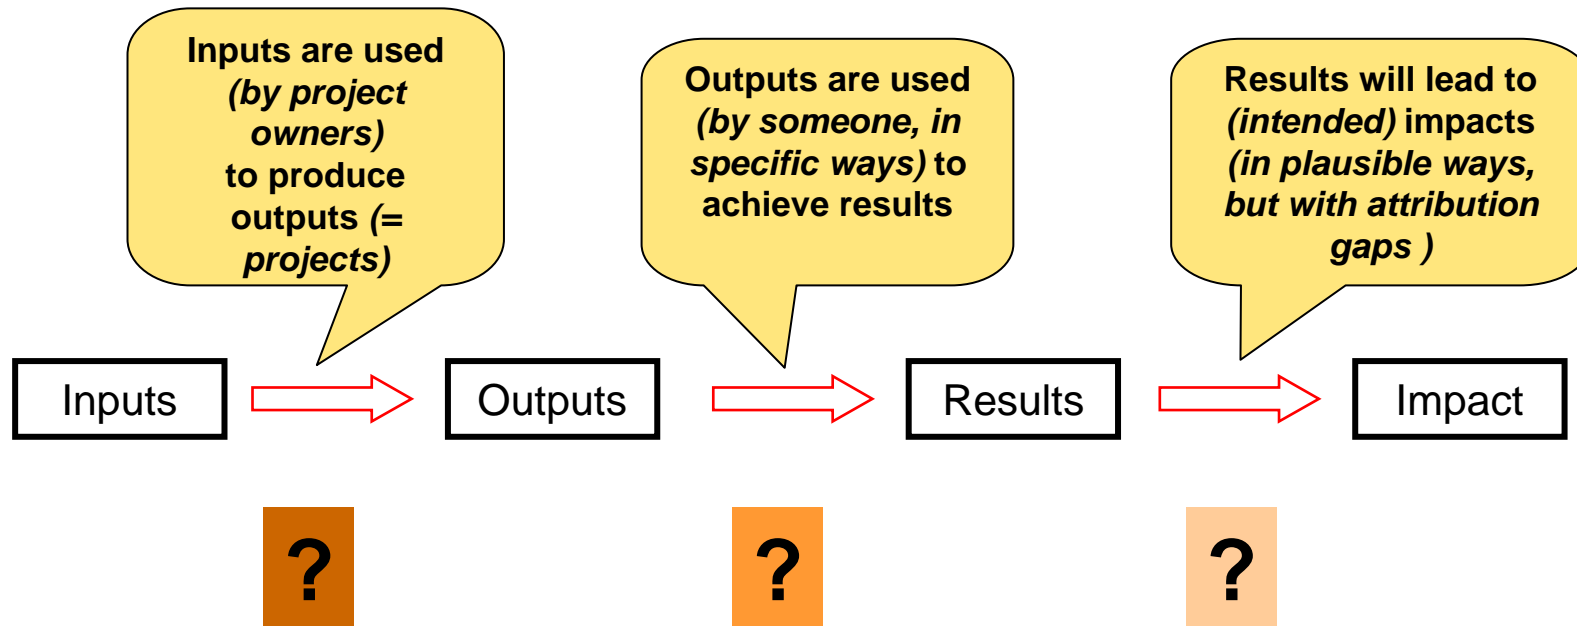 Inputs are used
(by project
owners)
to produce
outputs (=
projects)
Outputs are used
(by someone, in
specific ways) to
achieve results
Results will lead to
(intended) impacts
(in plausible ways,
but with attribution
gaps )
Inputs
Outputs
Results
Impact
?
?
?